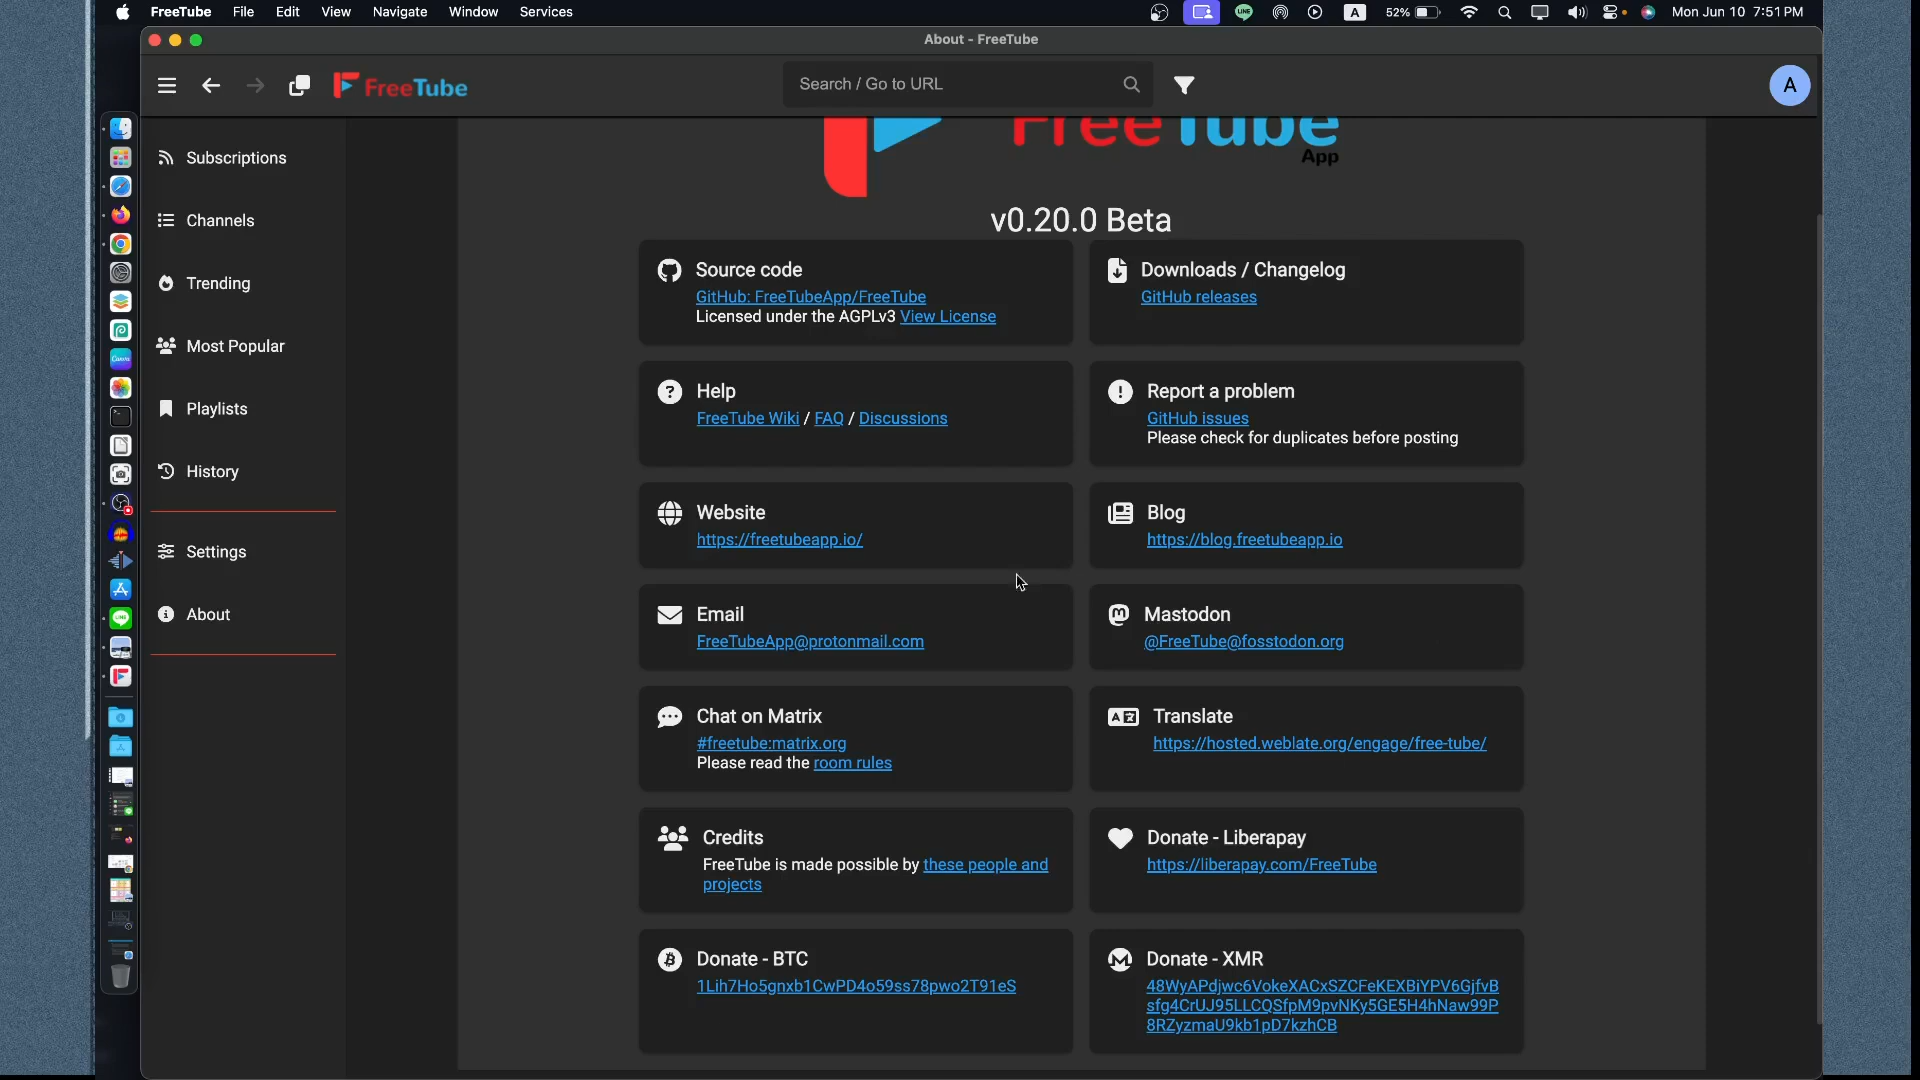 FreeTube File Edit View Navigate Window Services
A 52% Mon Jun 10 7:51 PM
About - FreeTube
FreeTube
Search / Go to URL
A
Subscriptions
Channels
Trending
Most Popular
Playlists
History
Settings
About
FreeTube
App
v0.20.0 Beta
Source code
GitHub: FreeTubeApp/FreeTube
Licensed under the AGPLv3 View License
Downloads / Changelog
GitHub releases
Help
FreeTube Wiki / FAQ / Discussions
Report a problem
GitHub issues
Please check for duplicates before posting
Website
https://freetubeapp.io/
Blog
https://blog.freetubeapp.io
Email
FreeTubeApp@protonmail.com
Mastodon
@FreeTube@fosstodon.org
Chat on Matrix
#freetube:matrix.org
Please read the room rules
Translate
https://hosted.weblate.org/engage/free-tube/
Credits
FreeTube is made possible by these people and
projects
Donate - Liberapay
https://liberapay.com/FreeTube
Donate - BTC
1Lih7Ho5gnxb1CwPD4o59ss78pwo2T91eS
Donate - XMR
48WyAPdjwc6VokeXACxSZCFeKEXBiYPV6GjfvB
sfg4CrUJ95LLCQSfpM9pvNKy5GE5H4hNaw99P
8RZyzmaU9kb1pD7kzhCB